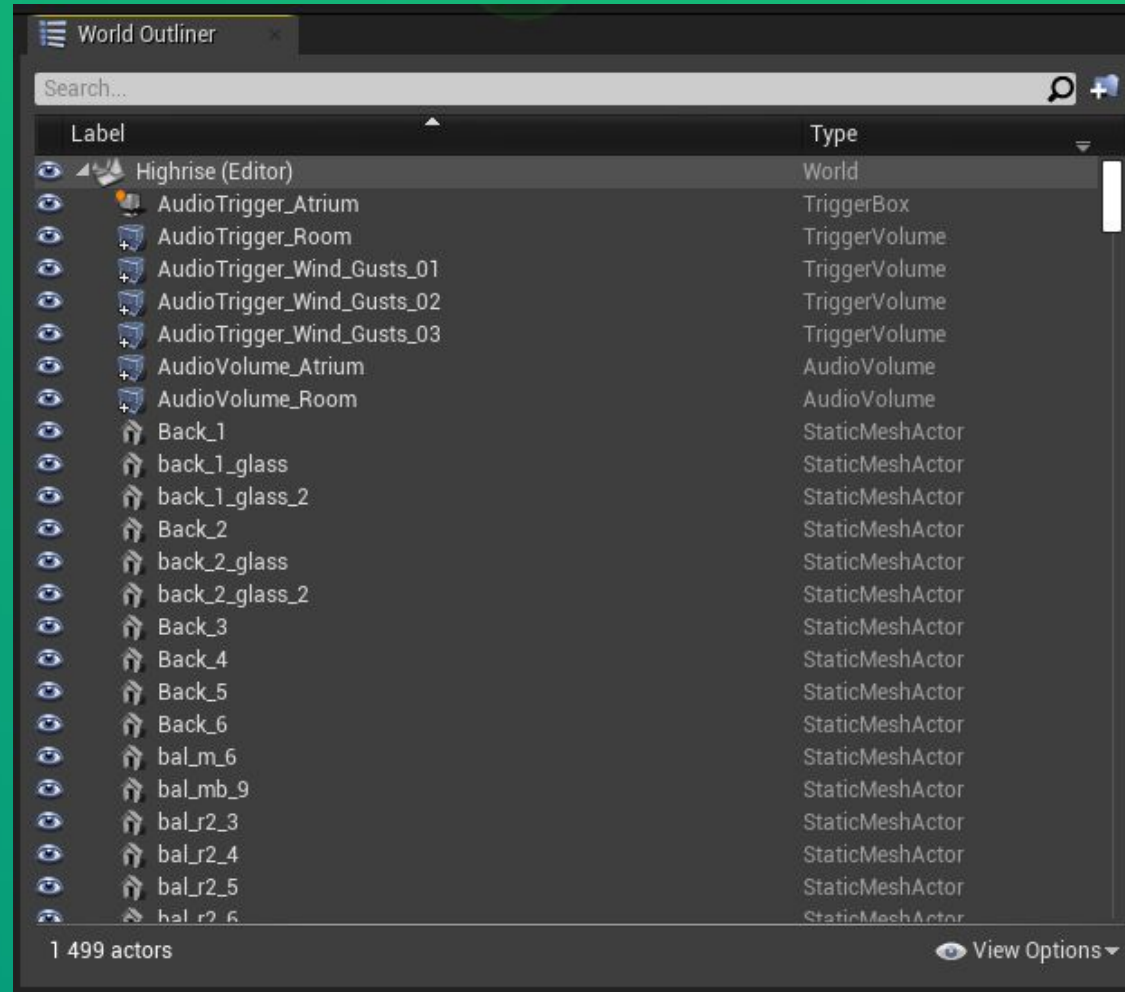 World Outliner
Search...
Label Type
Highrise (Editor) World
AudioTrigger_Atrium TriggerBox
AudioTrigger_Room TriggerVolume
AudioTrigger_Wind_Gusts_01 TriggerVolume
AudioTrigger_Wind_Gusts_02 TriggerVolume
AudioTrigger_Wind_Gusts_03 TriggerVolume
AudioVolume_Atrium AudioVolume
AudioVolume_Room AudioVolume
Back_1 StaticMeshActor
back_1_glass StaticMeshActor
back_1_glass_2 StaticMeshActor
Back_2 StaticMeshActor
back_2_glass StaticMeshActor
back_2_glass_2 StaticMeshActor
Back_3 StaticMeshActor
Back_4 StaticMeshActor
Back_5 StaticMeshActor
Back_6 StaticMeshActor
bal_m_6 StaticMeshActor
bal_mb_9 StaticMeshActor
bal_r2_3 StaticMeshActor
bal_r2_4 StaticMeshActor
bal_r2_5 StaticMeshActor
bal_r2_6 StaticMeshActor
1 499 actors View Options